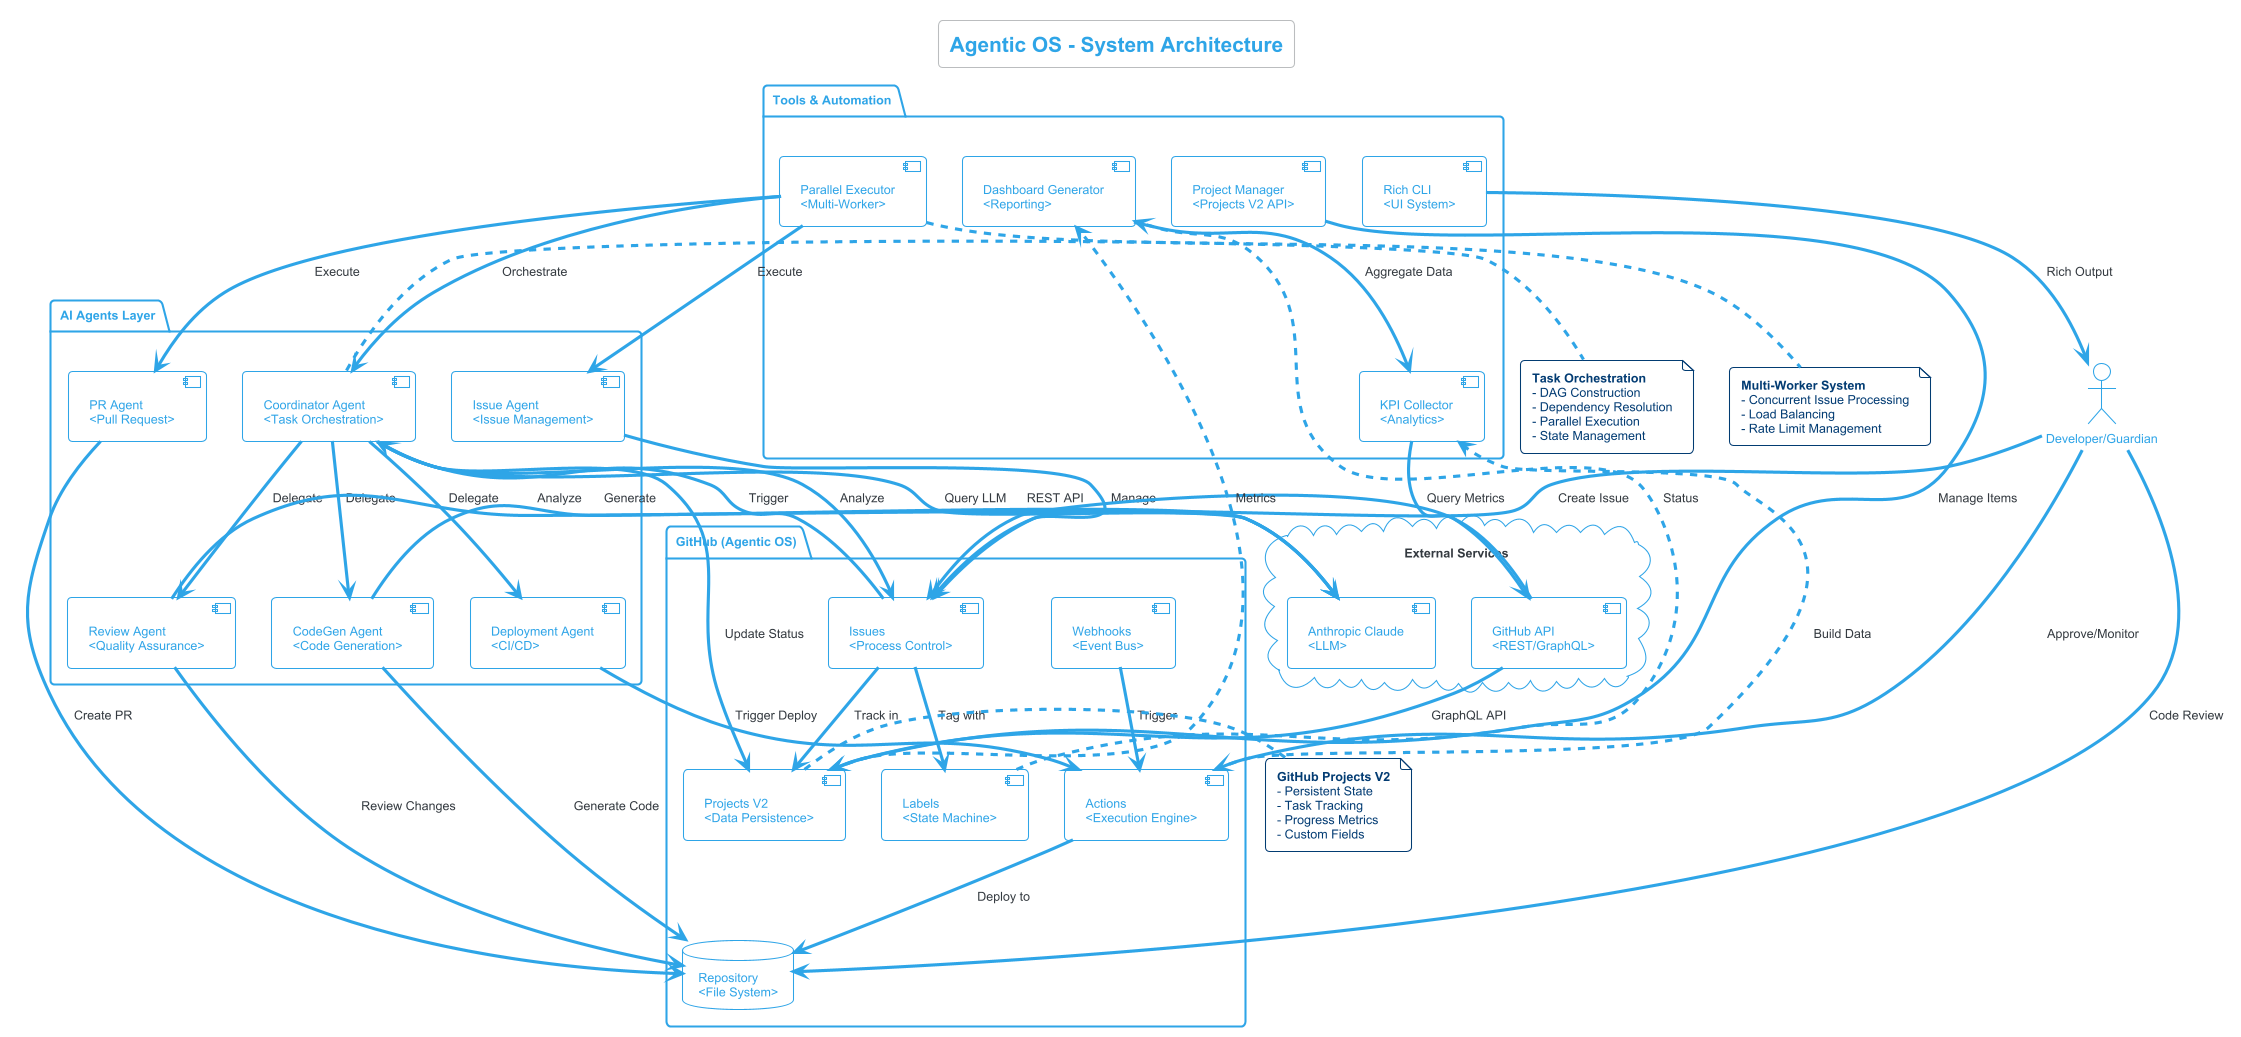 Agentic OS - System Architecture
Tools & Automation
Parallel Executor
<Multi-Worker>
Dashboard Generator
<Reporting>
Project Manager
<Projects V2 API>
Rich CLI
<UI System>
Execute
Orchestrate
Execute
Aggregate Data
Rich Output
AI Agents Layer
PR Agent
<Pull Request>
Coordinator Agent
<Task Orchestration>
Issue Agent
<Issue Management>
KPI Collector
<Analytics>
Task Orchestration
- DAG Construction
- Dependency Resolution
- Parallel Execution
- State Management
Multi-Worker System
- Concurrent Issue Processing
- Load Balancing
- Rate Limit Management
Developer/Guardian
Delegate
Delegate
Delegate
Analyze
Generate
Trigger
Analyze
Query LLM
REST API
Manage
Metrics
Query Metrics
Create Issue
Status
Manage Items
GitHub (Agentic OS)
External Services
Review Agent
<Quality Assurance>
CodeGen Agent
<Code Generation>
Deployment Agent
<CI/CD>
Update Status
Issues
<Process Control>
Webhooks
<Event Bus>
Anthropic Claude
<LLM>
GitHub API
<REST/GraphQL>
Build Data
Approve/Monitor
Create PR
Trigger Deploy
Track in
Tag with
Trigger
GraphQL API
Code Review
Review Changes
Generate Code
Projects V2
<Data Persistence>
Labels
<State Machine>
Actions
<Execution Engine>
GitHub Projects V2
- Persistent State
- Task Tracking
- Progress Metrics
- Custom Fields
Deploy to
Repository
<File System>